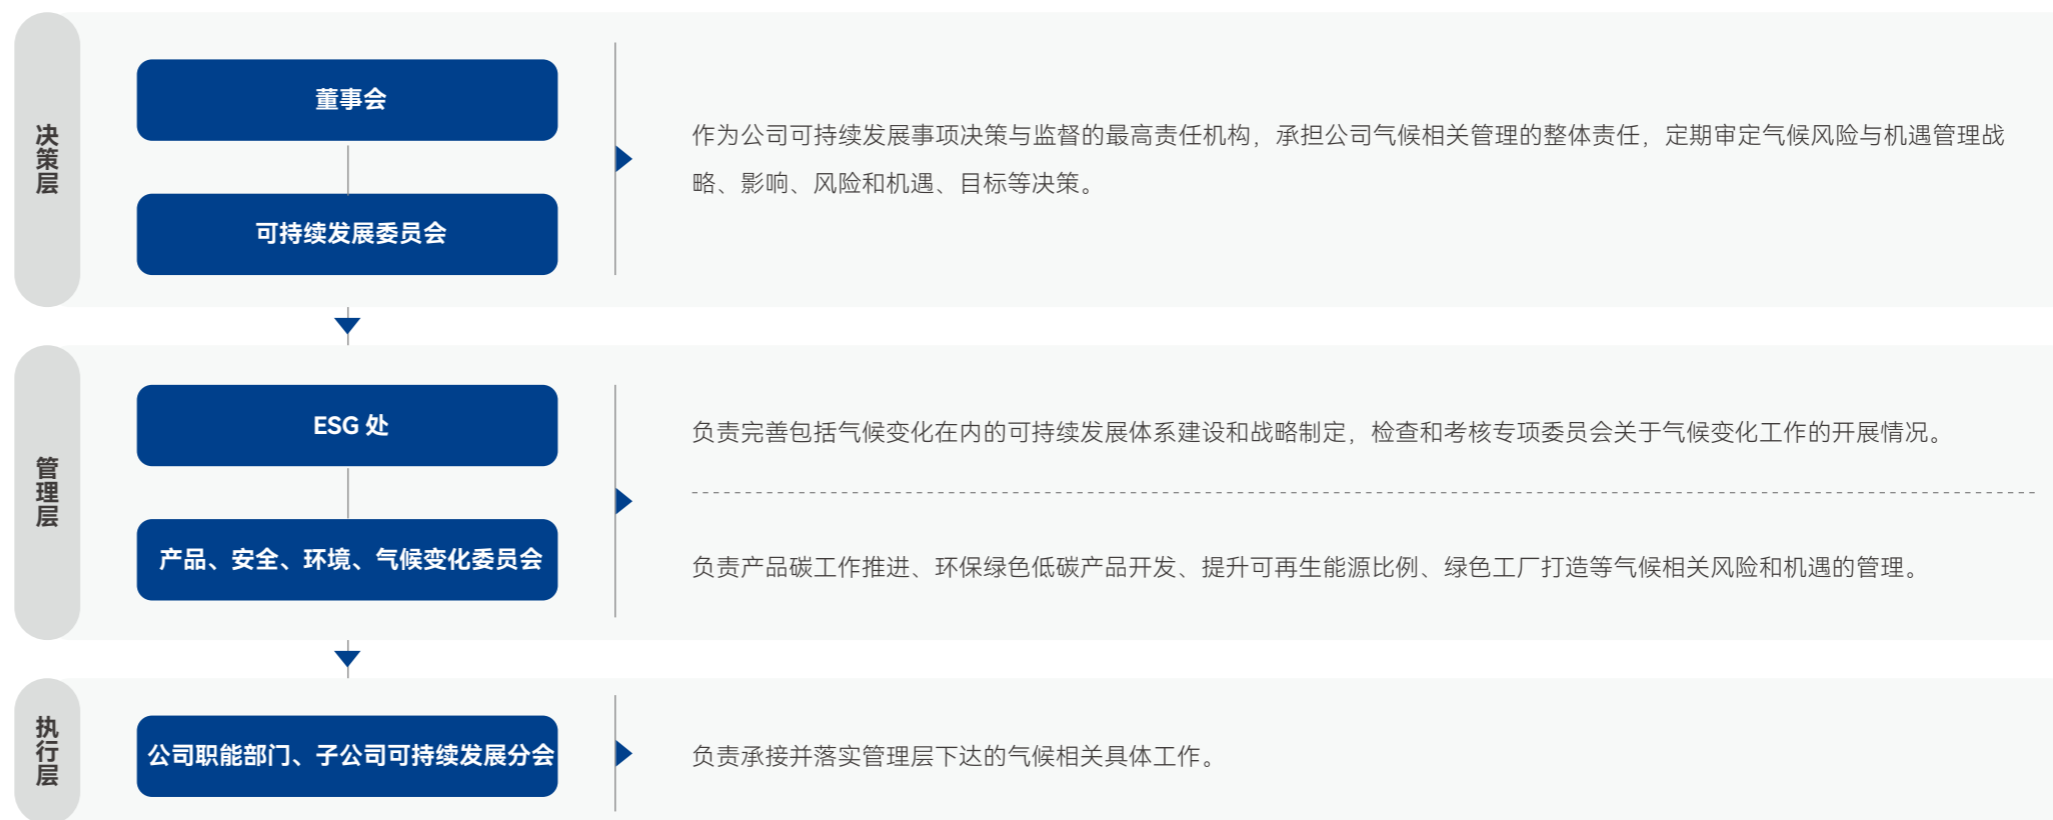 决策层
董事会
可持续发展委员会
作为公司可持续发展事项决策与监督的最高责任机构，承担公司气候相关管理的整体责任，定期审定气候风险与机遇管理战
略、影响、风险和机遇、目标等决策。
管理层
ESG 处
负责完善包括气候变化在内的可持续发展体系建设和战略制定，检查和考核专项委员会关于气候变化工作的开展情况。
产品、安全、环境、气候变化委员会
负责产品碳工作推进、环保绿色低碳产品开发、提升可再生能源比例、绿色工厂打造等气候相关风险和机遇的管理。
执行层
公司职能部门、子公司可持续发展分会
负责承接并落实管理层下达的气候相关具体工作。